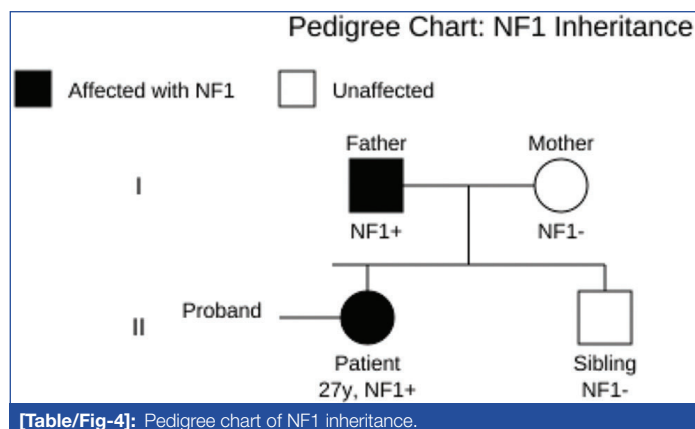 Pedigree Chart: NF1 Inheritance
Affected with NF1 Unaffected
Father Mother
I
NF1+ NF1-
Proband
II
Patient Sibling
27y, NF1+ NF1-
[Table/Fig-4]: Pedigree chart of NF1 inheritance.